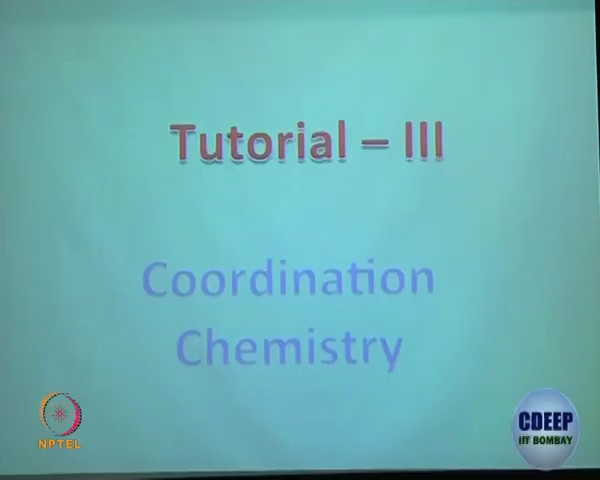 Tutorial – III
Coordination
Chemistry
NPTEL
CDEEP
IIT BOMBAY